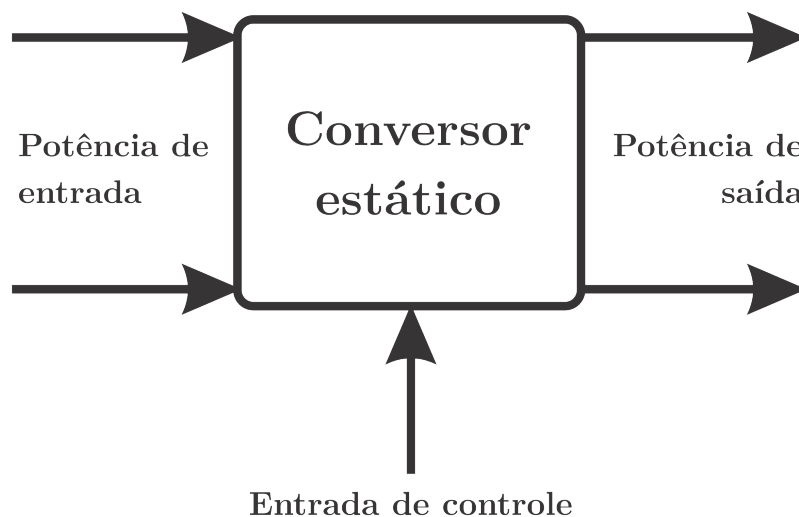 Conversor
estático
Potência de
entrada
Potência de
saída
Entrada de controle